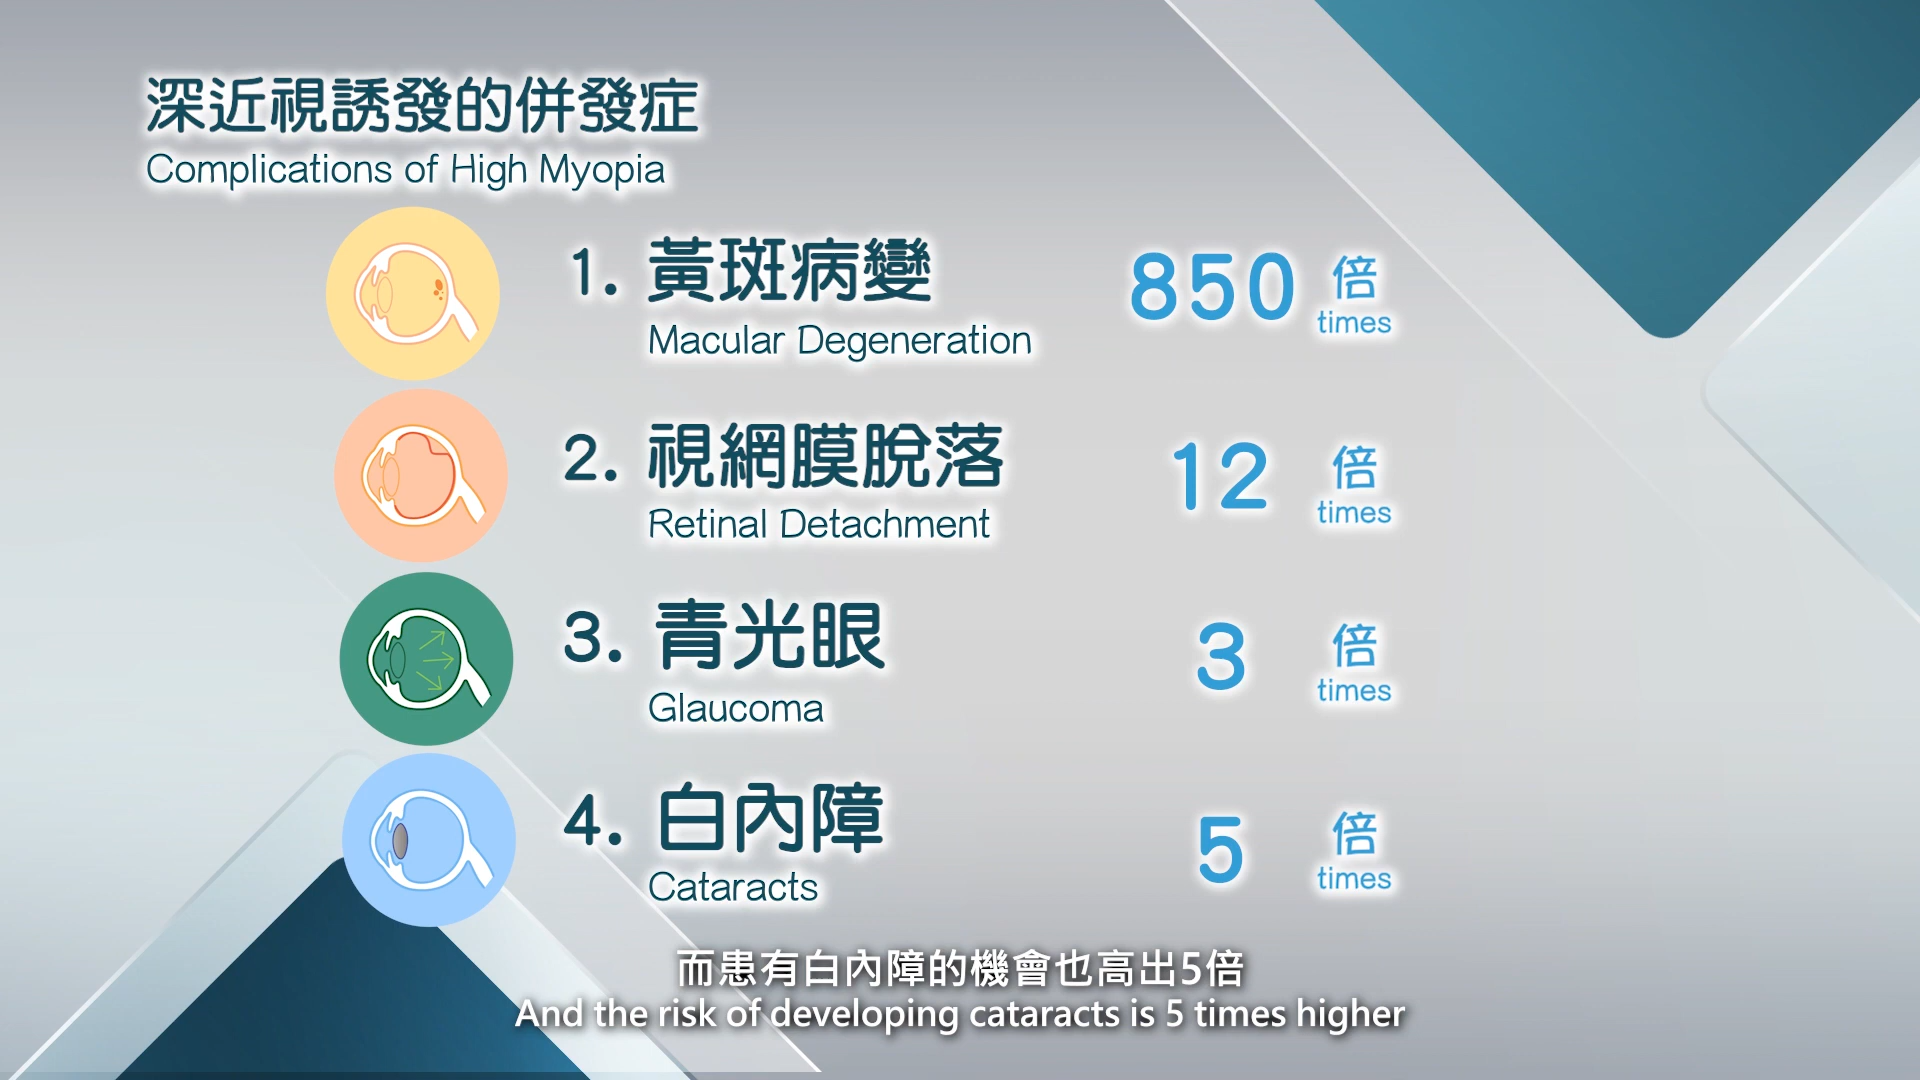 深近視誘發的併發症
Complications of High Myopia
1. 黃斑病變
Macular Degeneration
850 倍
times
2. 視網膜脫落
Retinal Detachment
12 倍
times
3. 青光眼
Glaucoma
3 倍
times
4. 白內障
Cataracts
5 倍
times
而患有白內障的機會也高出5倍
And the risk of developing cataracts is 5 times higher